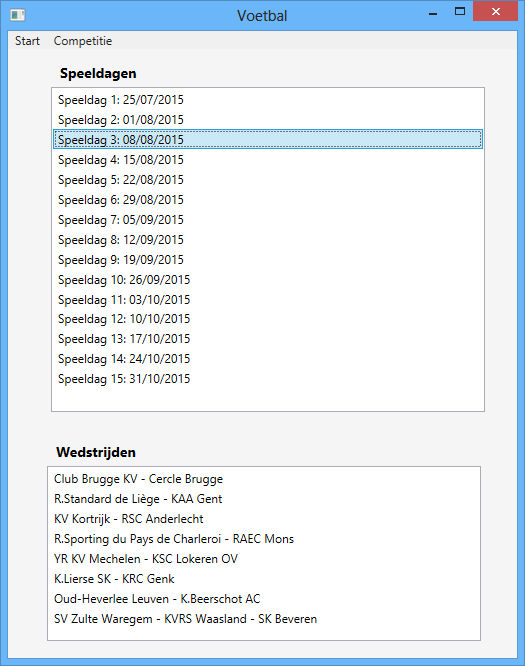 Voetbal
Start Competitie
Speeldagen
Speeldag 1: 25/07/2015
Speeldag 2: 01/08/2015
Speeldag 3: 08/08/2015
Speeldag 4: 15/08/2015
Speeldag 5: 22/08/2015
Speeldag 6: 29/08/2015
Speeldag 7: 05/09/2015
Speeldag 8: 12/09/2015
Speeldag 9: 19/09/2015
Speeldag 10: 26/09/2015
Speeldag 11: 03/10/2015
Speeldag 12: 10/10/2015
Speeldag 13: 17/10/2015
Speeldag 14: 24/10/2015
Speeldag 15: 31/10/2015
Wedstrijden
Club Brugge KV - Cercle Brugge
R.Standard de Liège - KAA Gent
KV Kortrijk - RSC Anderlecht
R.Sporting du Pays de Charleroi - RAEC Mons
YR KV Mechelen - KSC Lokeren OV
K.Lierse SK - KRC Genk
Oud-Heverlee Leuven - K.Beerschot AC
SV Zulte Waregem - KVRS Waasland - SK Beveren